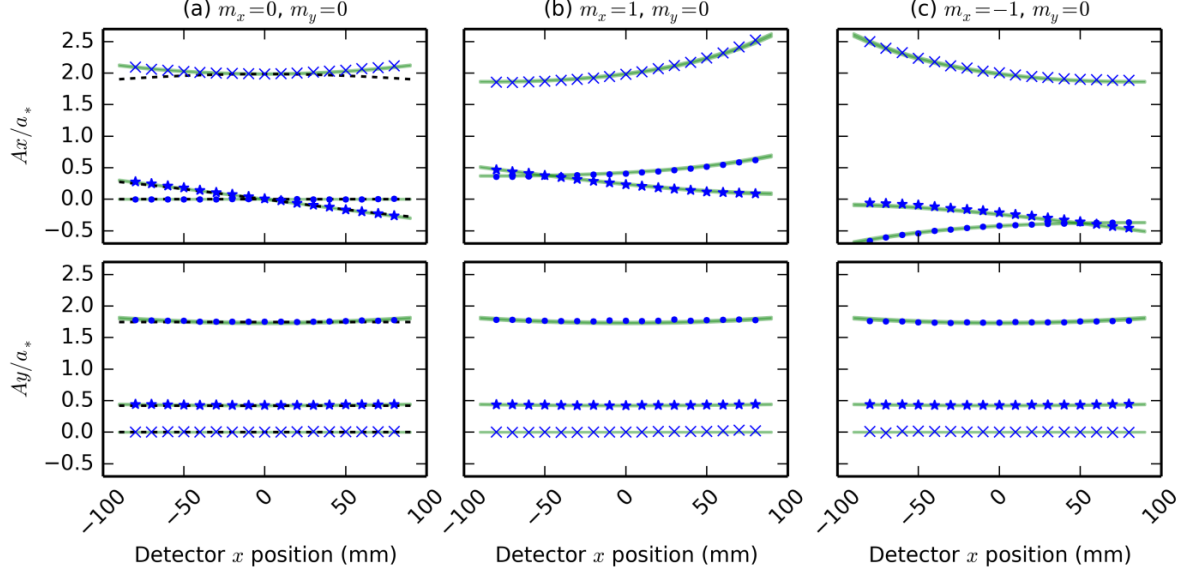 (a) $m_x=0$, $m_y=0$
(b) $m_x=1$, $m_y=0$
(c) $m_x=-1$, $m_y=0$
$Ax/a_*$
2.5
2.0
1.5
1.0
0.5
0.0
−0.5
$Ay/a_*$
2.5
2.0
1.5
1.0
0.5
0.0
−0.5
−100 −50 0 50 100
−100 −50 0 50 100
−100 −50 0 50 100
Detector $x$ position (mm)
Detector $x$ position (mm)
Detector $x$ position (mm)